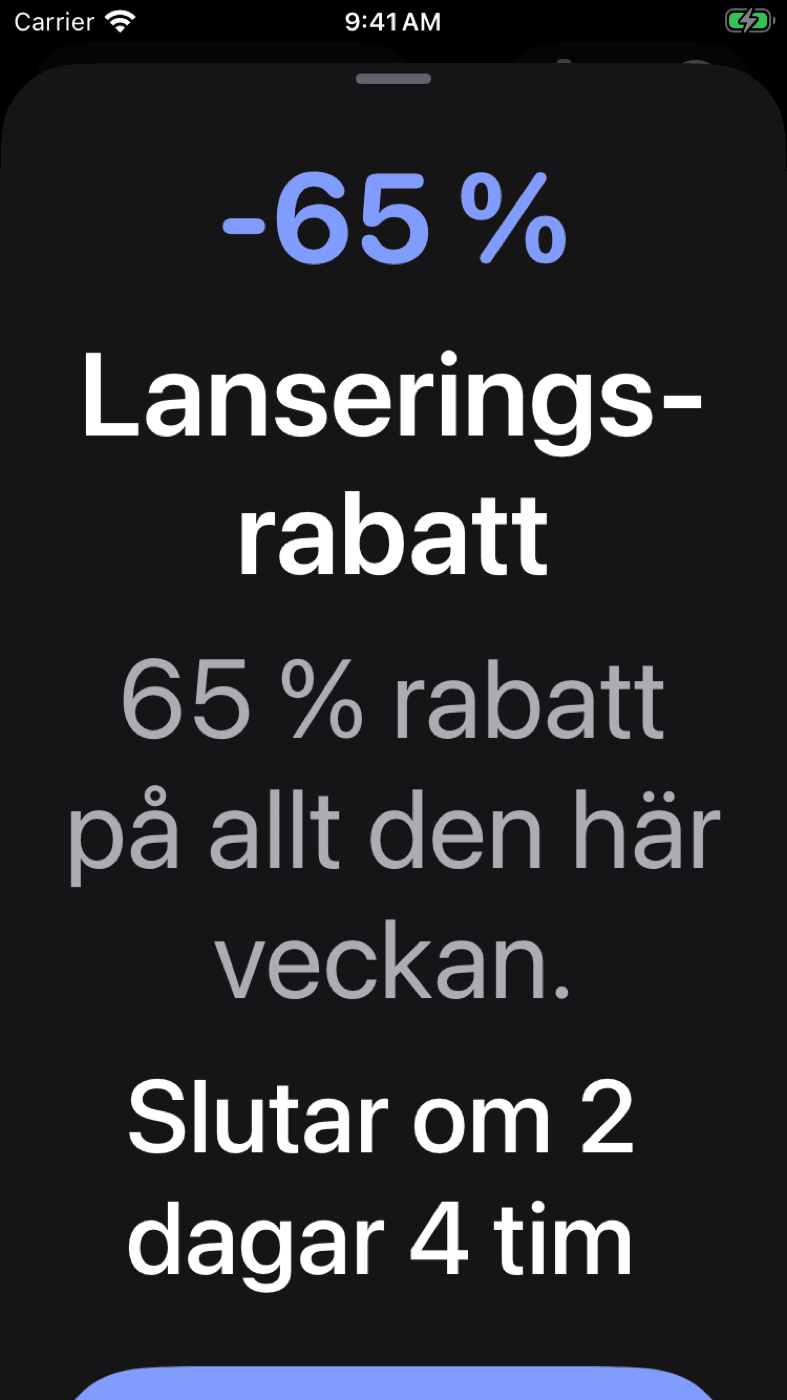 Carrier
9:41 AM
-65 %
Lanserings-
rabatt
65 % rabatt
på allt den här
veckan.
Slutar om 2
dagar 4 tim